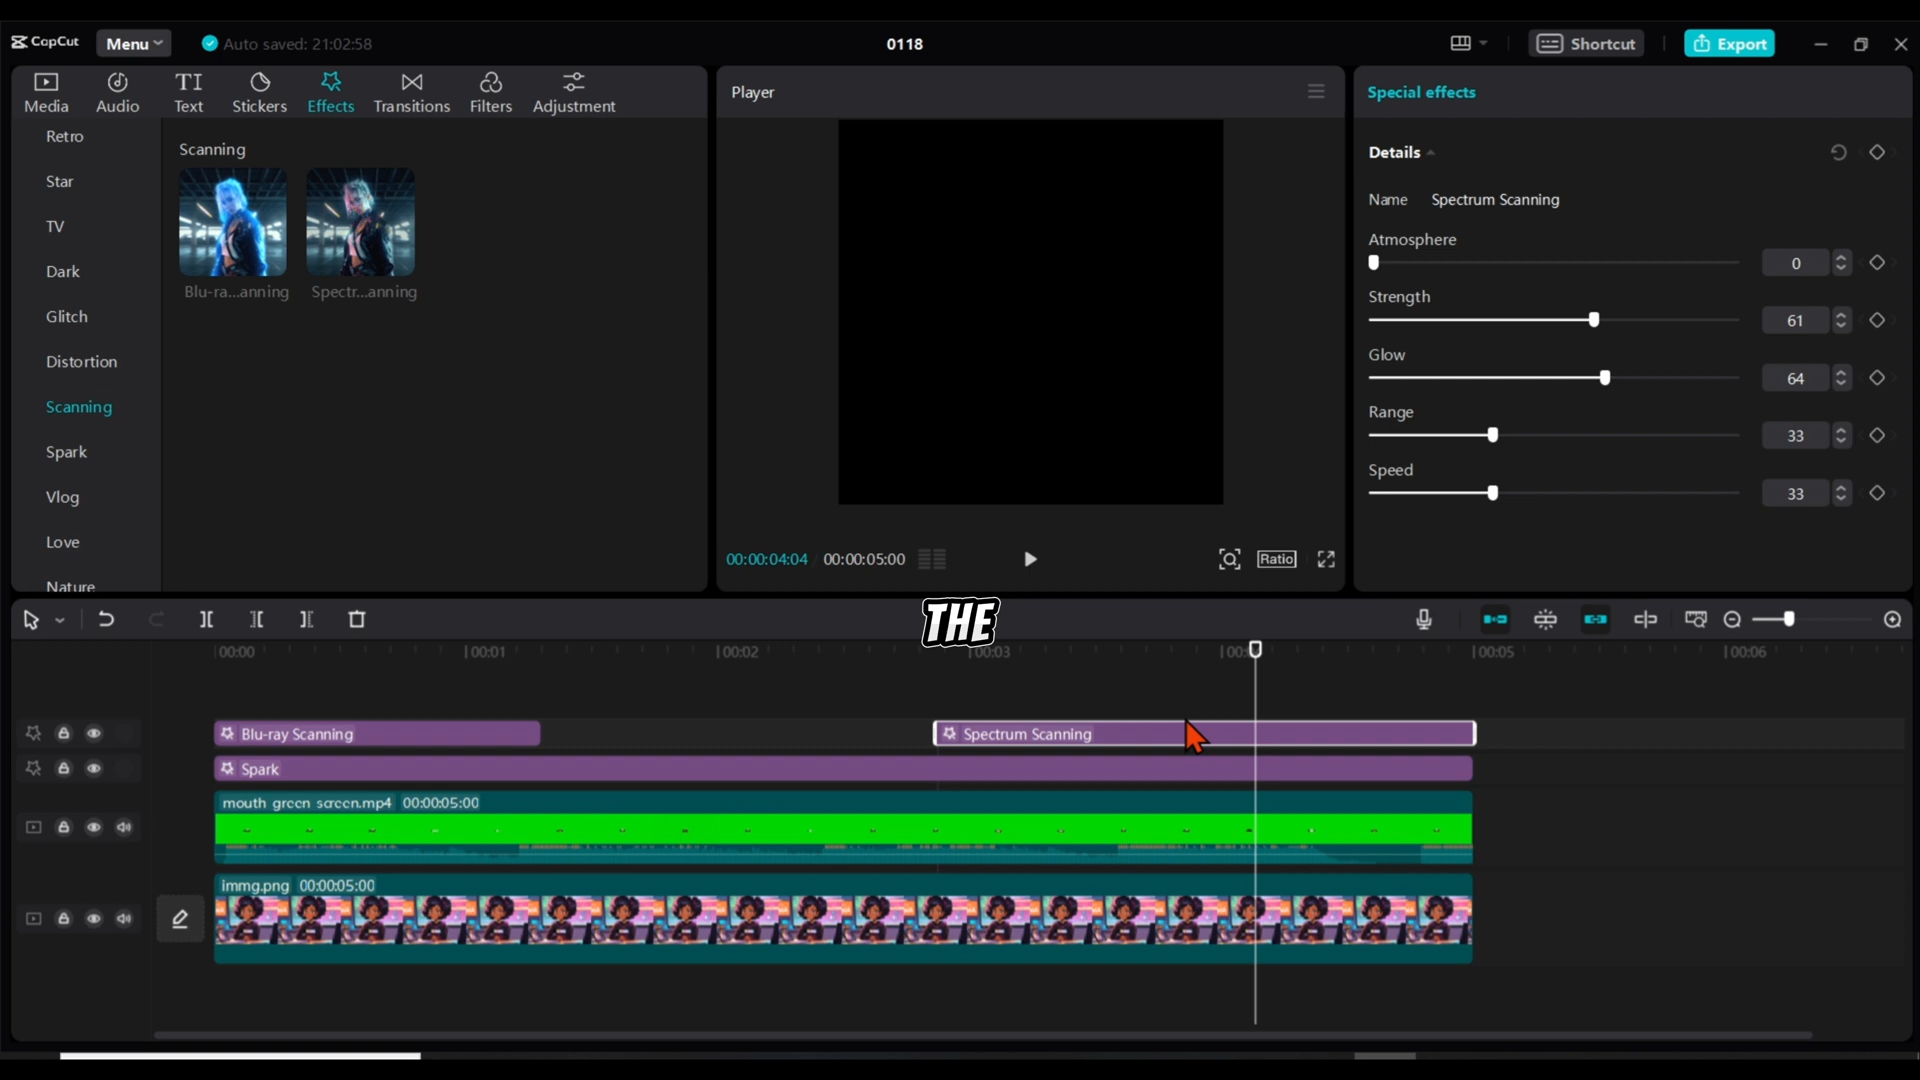 CapCut
Menu
Auto saved: 21:02:58
0118
Shortcut
Export
Media
Audio
Text
Stickers
Effects
Transitions
Filters
Adjustment
Player
Special effects
Retro
Star
TV
Dark
Glitch
Distortion
Scanning
Spark
Vlog
Love
Nature
Scanning
Blu-ra...anning
Spectr...anning
Details
Name Spectrum Scanning
Atmosphere
0
Strength
61
Glow
64
Range
33
Speed
33
00:00:04:04
00:00:05:00
Ratio
THE
00:00
00:01
00:02
00:03
00:05
00:06
Blu-ray Scanning
Spectrum Scanning
Spark
mouth green screen.mp4 00:00:05:00
immg.png 00:00:05:00